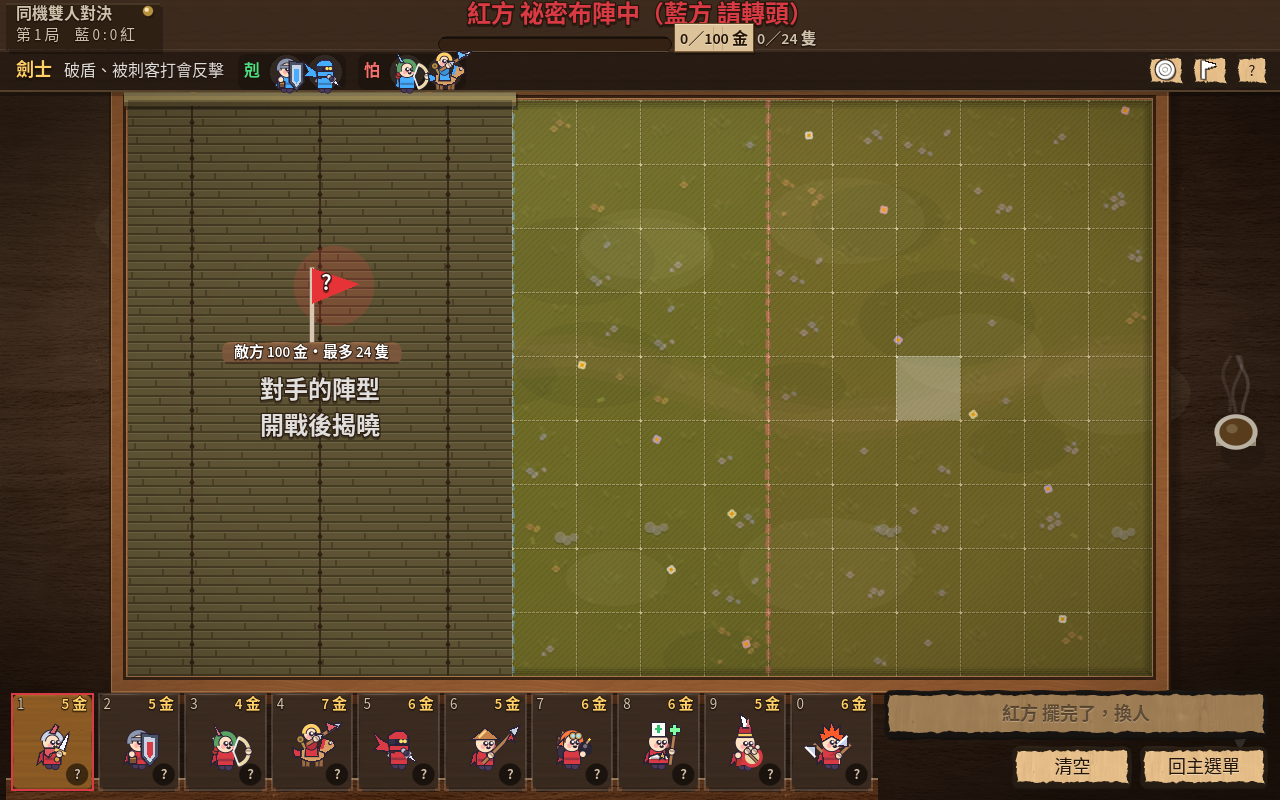 同機雙人對決
第1局 藍0:0紅
紅方 祕密布陣中（藍方 請轉頭）
0／100 金 0／24 隻
劍士 破盾、被刺客打會反擊 剋 怕
?
?
敵方 100 金・最多 24 隻
對手的陣型
開戰後揭曉
1 5 金 ?
2 5 金 ?
3 4 金 ?
4 7 金 ?
5 6 金 ?
6 5 金 ?
7 6 金 ?
8 6 金 ?
9 5 金 ?
0 6 金 ?
紅方 擺完了，換人
清空
回主選單